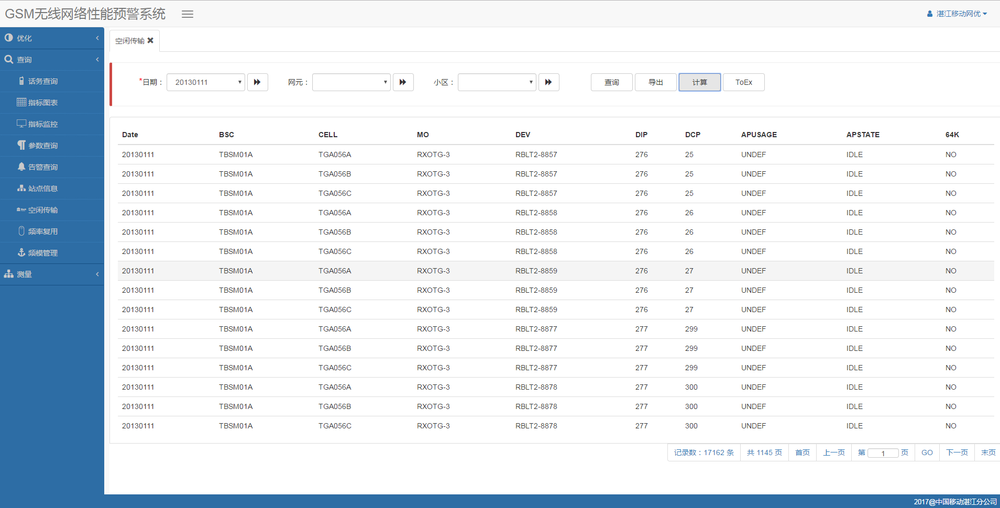 GSM无线网络性能预警系统
湛江移动网优
优化
查询
话务查询
指标图表
指标监控
参数查询
告警查询
站点信息
空闲传输
频率复用
频模管理
测量
空闲传输
*日期： 20130111 网元： 小区： 查询 导出 计算 ToEx
Date BSC CELL MO DEV DIP DCP APUSAGE APSTATE 64K
20130111 TBSM01A TGA056A RXOTG-3 RBLT2-8857 276 25 UNDEF IDLE NO
20130111 TBSM01A TGA056B RXOTG-3 RBLT2-8857 276 25 UNDEF IDLE NO
20130111 TBSM01A TGA056C RXOTG-3 RBLT2-8857 276 25 UNDEF IDLE NO
20130111 TBSM01A TGA056A RXOTG-3 RBLT2-8858 276 26 UNDEF IDLE NO
20130111 TBSM01A TGA056B RXOTG-3 RBLT2-8858 276 26 UNDEF IDLE NO
20130111 TBSM01A TGA056C RXOTG-3 RBLT2-8858 276 26 UNDEF IDLE NO
20130111 TBSM01A TGA056A RXOTG-3 RBLT2-8859 276 27 UNDEF IDLE NO
20130111 TBSM01A TGA056B RXOTG-3 RBLT2-8859 276 27 UNDEF IDLE NO
20130111 TBSM01A TGA056C RXOTG-3 RBLT2-8859 276 27 UNDEF IDLE NO
20130111 TBSM01A TGA056A RXOTG-3 RBLT2-8877 277 299 UNDEF IDLE NO
20130111 TBSM01A TGA056B RXOTG-3 RBLT2-8877 277 299 UNDEF IDLE NO
20130111 TBSM01A TGA056C RXOTG-3 RBLT2-8877 277 299 UNDEF IDLE NO
20130111 TBSM01A TGA056A RXOTG-3 RBLT2-8878 277 300 UNDEF IDLE NO
20130111 TBSM01A TGA056B RXOTG-3 RBLT2-8878 277 300 UNDEF IDLE NO
20130111 TBSM01A TGA056C RXOTG-3 RBLT2-8878 277 300 UNDEF IDLE NO
记录数：17162 条 共 1145 页 首页 上一页 第 1 页 GO 下一页 末页
2017@中国移动湛江分公司